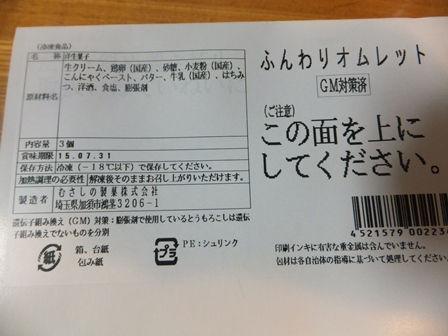 (冷凍食品)
名 称 洋生菓子
原材料名 生クリーム、鶏卵(国産)、砂糖、小麦粉(国産)、
こんにゃくペースト、バター、牛乳(国産)、はちみ
つ、洋酒、食塩、膨張剤
内容量 3個
賞味期限 15.07.31
保存方法 冷凍(-18℃以下)で保存してください。
加熱調理の必要性 解凍後そのままお召し上がりいただけます。
製造者 むさしの製菓株式会社
埼玉県加須市鴻茎3206-1
遺伝子組み換え(GM)対策:膨張剤で使用しているとうもろこしは遺伝
子組み換えでないものを分別
紙
箱、台紙
包み紙
プラ
PE:シュリンク
ふんわりオムレット
GM対策済
(ご注意)
この面を上に
してください。
4521579 00223
印刷インキに有害な重金属は含んでいません。
包材は各自治体の指導に基づいて処理してください。